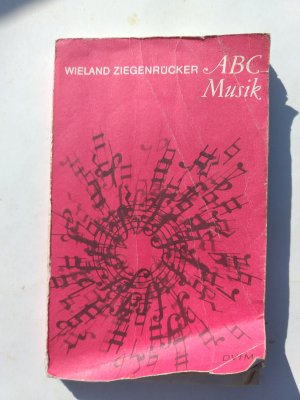 WIELAND ZIEGENRÜCKER ABC
Musik
DVfM